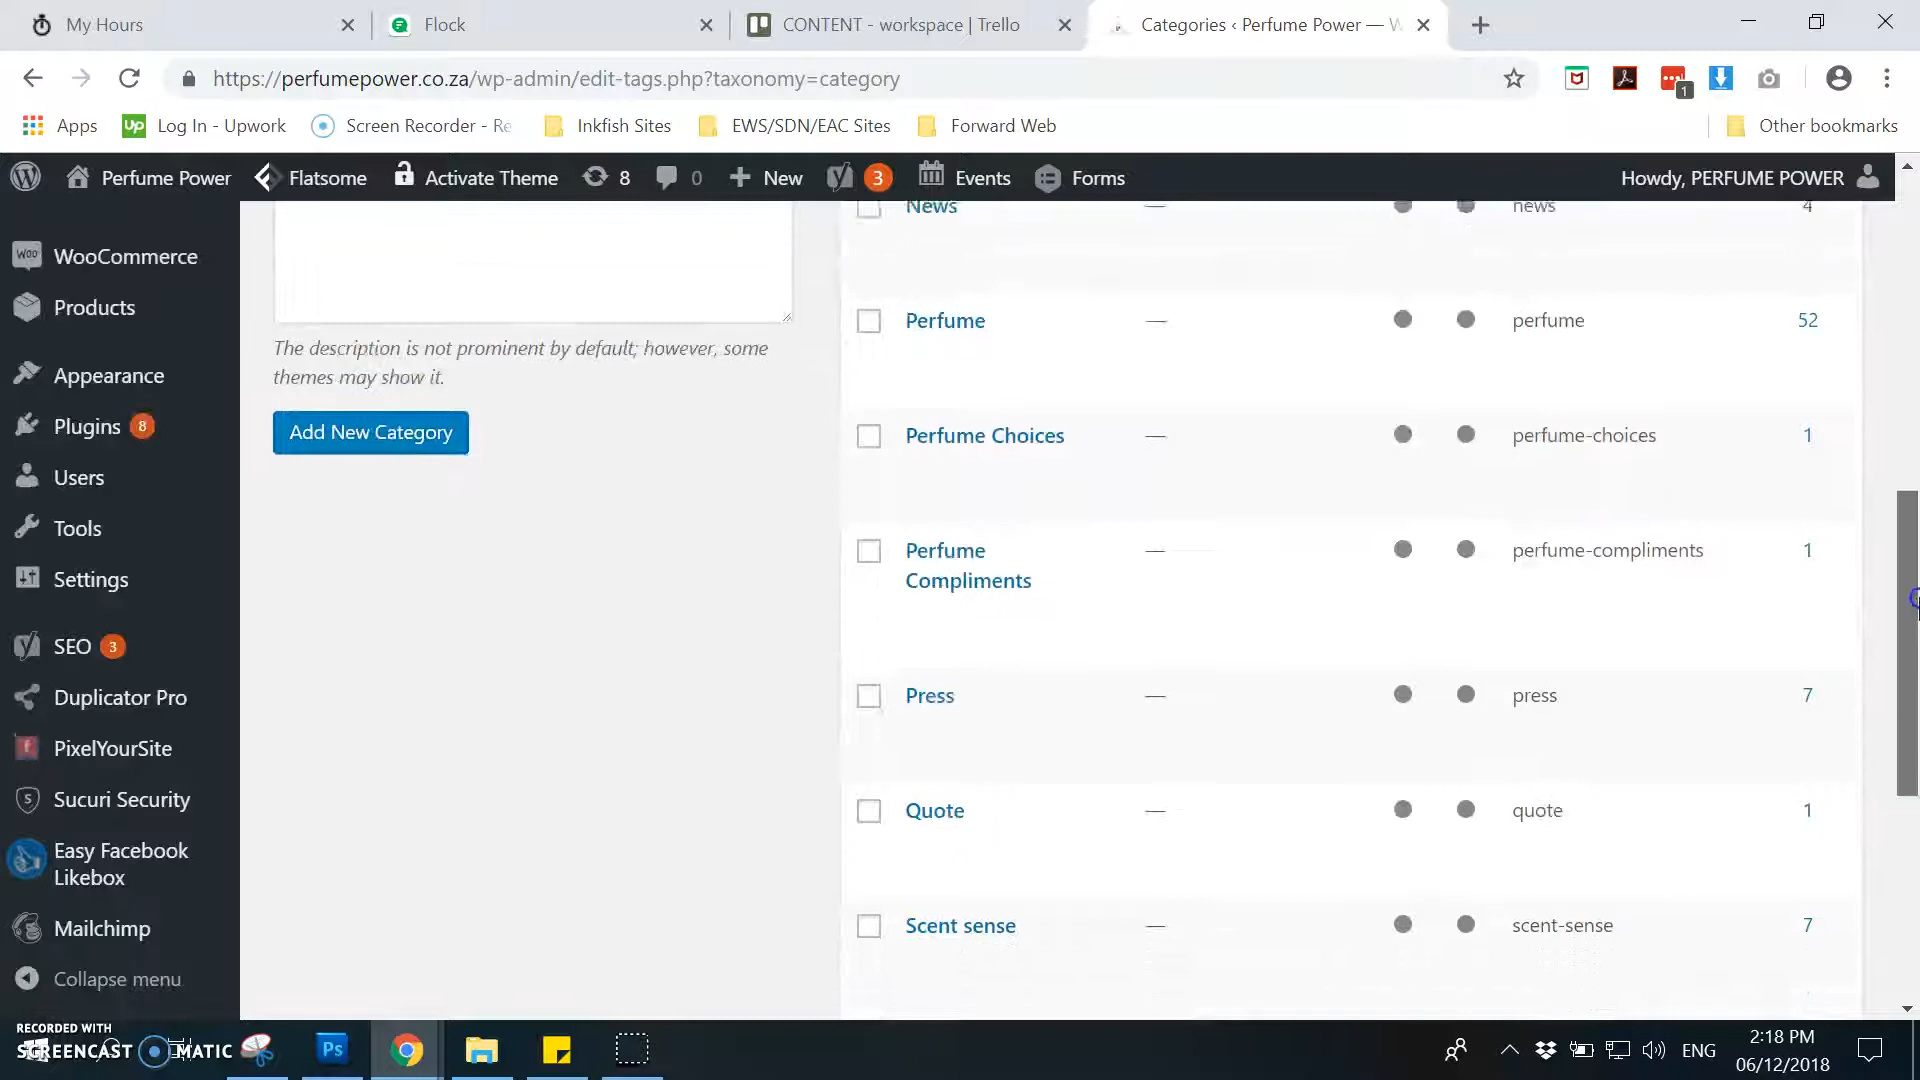 My Hours
Flock
CONTENT - workspace | Trello
Categories ‹ Perfume Power — W
https://perfumepower.co.za/wp-admin/edit-tags.php?taxonomy=category
1
Apps
Up
Log In - Upwork
Screen Recorder - Re
Inkfish Sites
EWS/SDN/EAC Sites
Forward Web
Other bookmarks
Perfume Power
Flatsome
Activate Theme
8
0
New
3
Events
Forms
Howdy, PERFUME POWER
WOO
WooCommerce
Products
Appearance
Plugins 8
Users
Tools
Settings
SEO 3
Duplicator Pro
PixelYourSite
Sucuri Security
Easy Facebook
Likebox
Mailchimp
Collapse menu
The description is not prominent by default; however, some
themes may show it.
Add New Category
News — news 4
Perfume — perfume 52
Perfume Choices — perfume-choices 1
Perfume
Compliments — perfume-compliments 1
Press — press 7
Quote — quote 1
Scent sense — scent-sense 7
RECORDED WITH
SCREENCAST MATIC
Ps
ENG
2:18 PM
06/12/2018